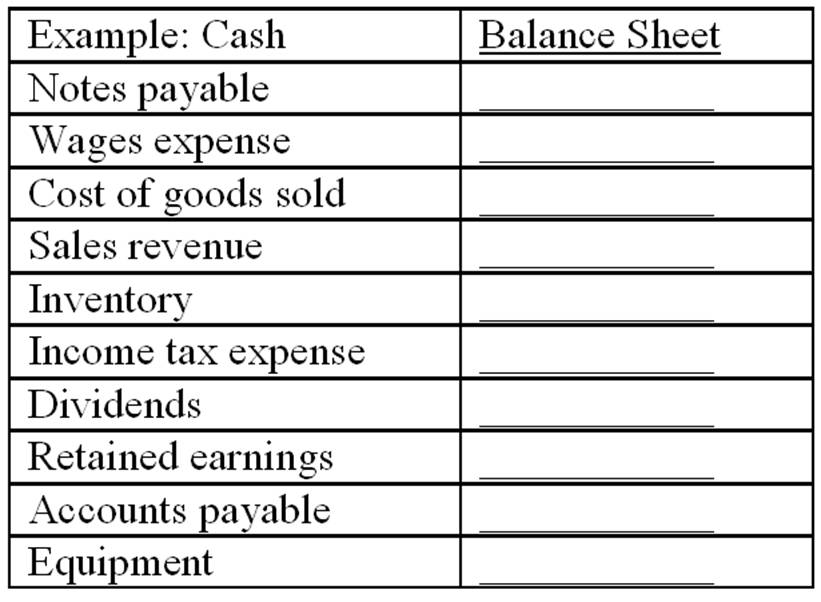 Example: Cash Balance Sheet
Notes payable
Wages expense
Cost of goods sold
Sales revenue
Inventory
Income tax expense
Dividends
Retained earnings
Accounts payable
Equipment